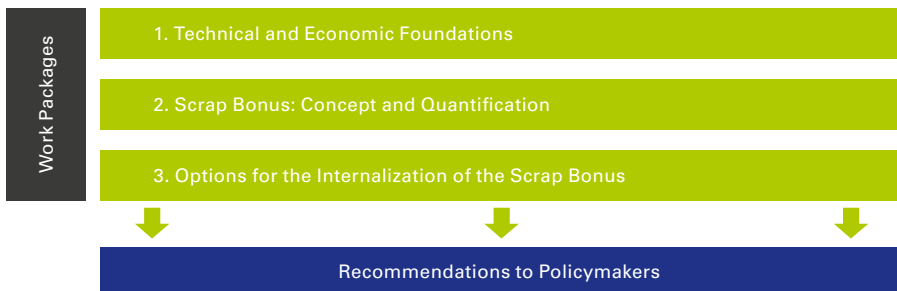 Work Packages
1. Technical and Economic Foundations
2. Scrap Bonus: Concept and Quantification
3. Options for the Internalization of the Scrap Bonus
Recommendations to Policymakers